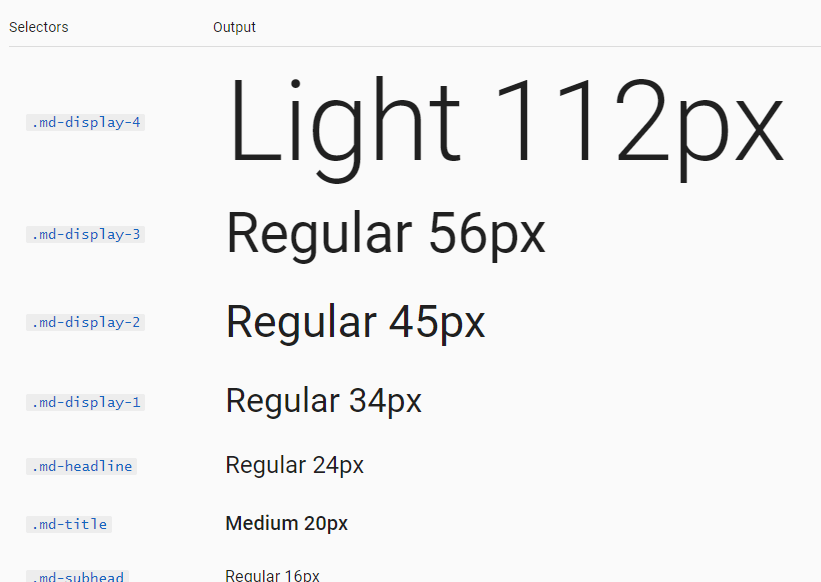 Selectors Output
.md-display-4 Light 112px
.md-display-3 Regular 56px
.md-display-2 Regular 45px
.md-display-1 Regular 34px
.md-headline Regular 24px
.md-title Medium 20px
.md-subhead Regular 16px